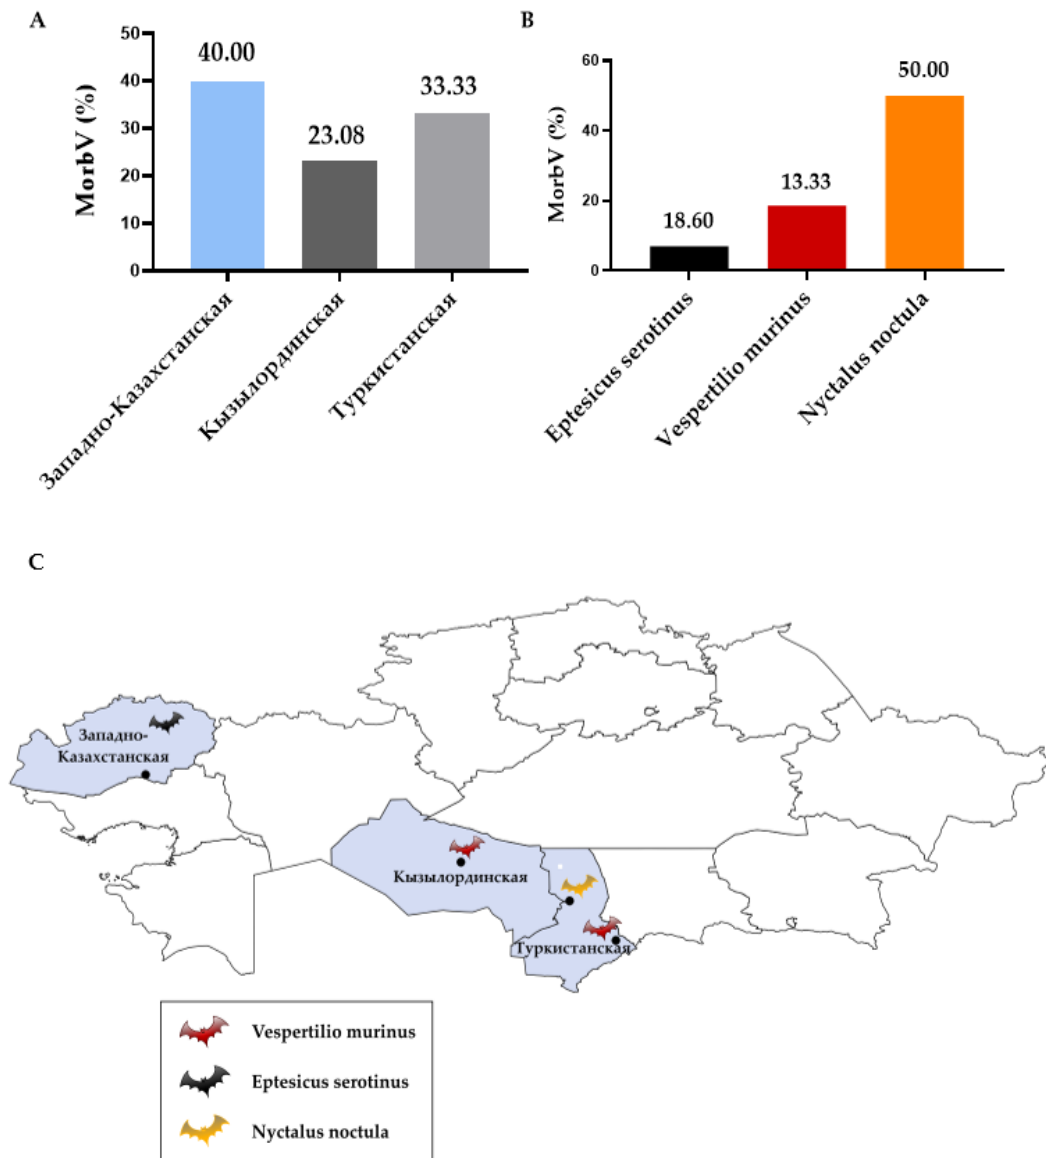 A
MorbV (%)
50
40
30
20
10
0
40.00
23.08
33.33
Западно-Казахстанская
Кызылординская
Туркистанская
B
MorbV (%)
60
40
20
0
18.60
13.33
50.00
Eptesicus serotinus
Vespertilio murinus
Nyctalus noctula
C
Западно-
Казахстанская
Кызылординская
Туркистанская
Vespertilio murinus
Eptesicus serotinus
Nyctalus noctula